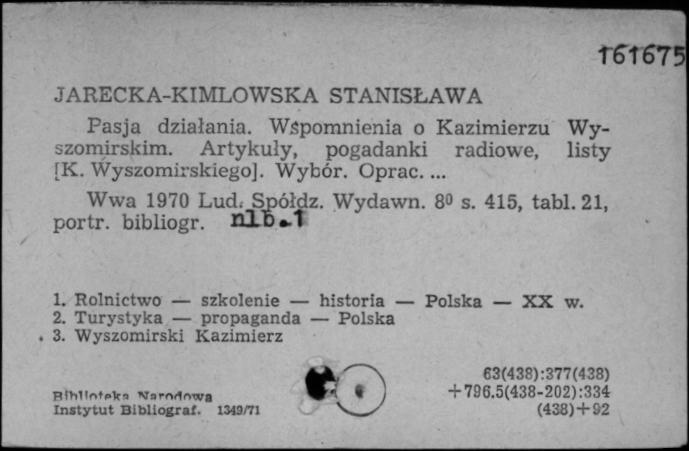 161675
JARECKA-KIMLOWSKA STANISŁAWA
Pasja działania. Wspomnienia o Kazimierzu Wy-
szomirskim. Artykuły, pogadanki radiowe, listy
[K. Wyszomirskiego]. Wybór. Oprac. ...
Wwa 1970 Lud. Spółdz. Wydawn. 8⁰ s. 415, tabl. 21,
portr. bibliogr. nlb.1
1. Rolnictwo — szkolenie — historia — Polska — XX w.
2. Turystyka — propaganda — Polska
3. Wyszomirski Kazimierz
63(438):377(438)
Biblioteka Narodowa +796.5(438-202):334
Instytut Bibliograf. 1349/71 (438)+92